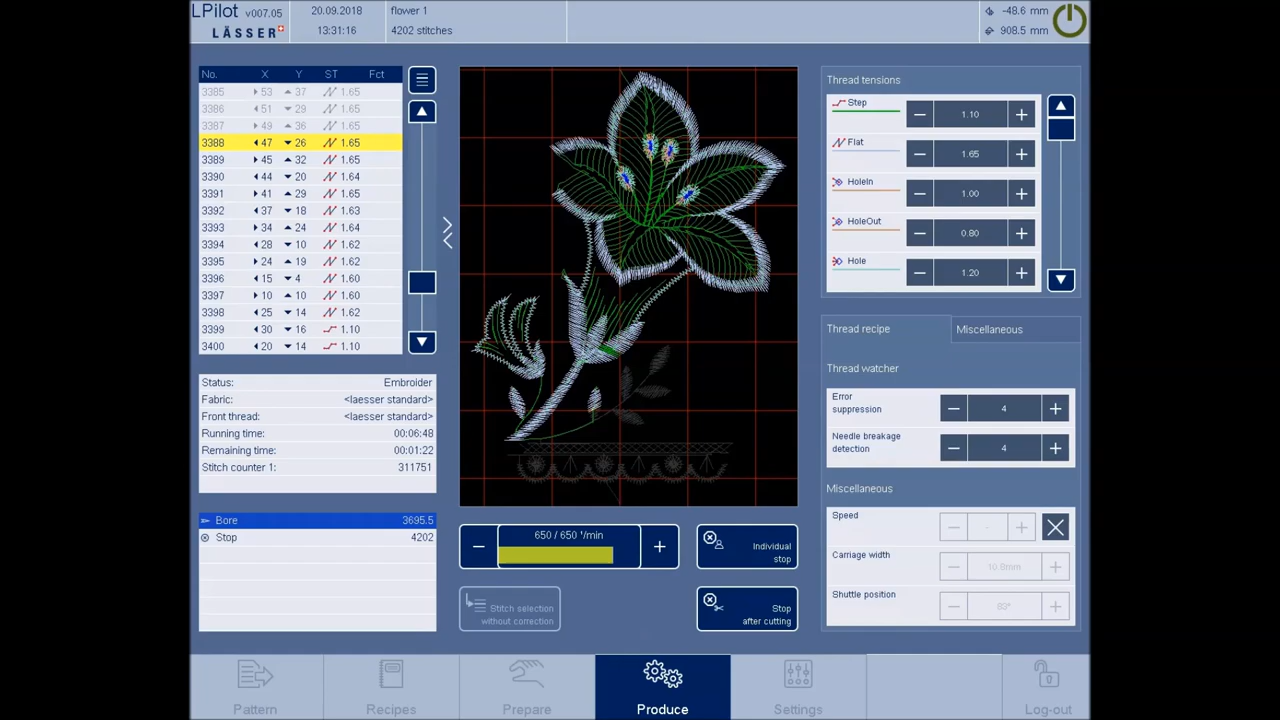 LPilot v007.05
LÄSSER
20.09.2018
13:31:16
flower 1
4202 stitches
-48.6 mm
908.5 mm
No. X Y ST Fct
3385 53 37 1.65
3386 51 29 1.65
3387 49 36 1.65
3388 47 26 1.65
3389 45 32 1.65
3390 44 20 1.64
3391 41 29 1.65
3392 37 18 1.63
3393 34 24 1.64
3394 28 10 1.62
3395 24 19 1.62
3396 15 4 1.60
3397 10 10 1.60
3398 25 14 1.62
3399 30 16 1.10
3400 20 14 1.10
Status: Embroider
Fabric: <laesser standard>
Front thread: <laesser standard>
Running time: 00:06:48
Remaining time: 00:01:22
Stitch counter 1: 311751
Bore 3695.5
Stop 4202
650 / 650 ¹/min
Individual
stop
Stitch selection
without correction
Stop
after cutting
Thread tensions
Step 1.10
Flat 1.65
HoleIn 1.00
HoleOut 0.80
Hole 1.20
Thread recipe
Miscellaneous
Thread watcher
Error
suppression 4
Needle breakage
detection 4
Miscellaneous
Speed -
Carriage width 10.6mm
Shuttle position
Pattern
Recipes
Prepare
Produce
Settings
Log-out